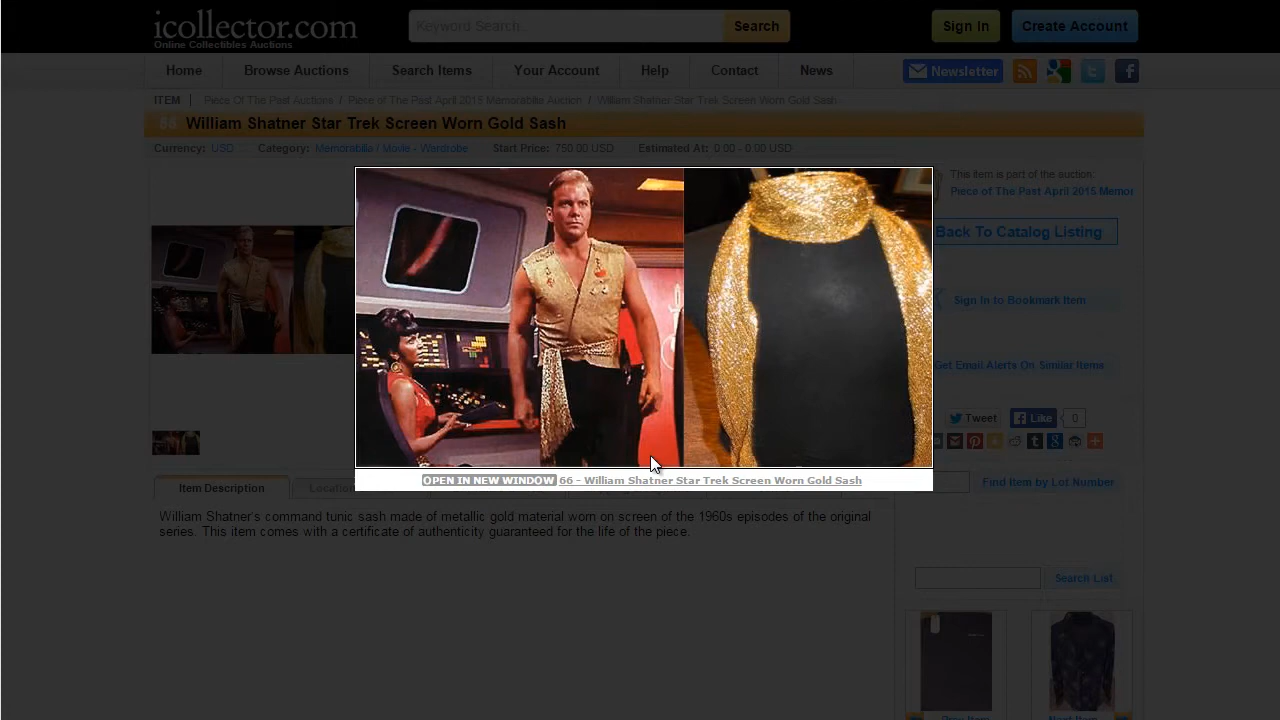 icollector.com
Online Collectibles Auctions
Keyword Search...
Search
Sign In
Create Account
Home
Browse Auctions
Search Items
Your Account
Help
Contact
News
Newsletter
ITEM
Piece Of The Past Auctions / Piece of The Past April 2015 Memorabilia Auction / William Shatner Star Trek Screen Worn Gold Sash
66 William Shatner Star Trek Screen Worn Gold Sash
Currency: USD Category: Memorabilia / Movie - Wardrobe Start Price: 750.00 USD Estimated At: 0.00 - 0.00 USD
This item is part of the auction:
Piece of The Past April 2015 Memor
Back To Catalog Listing
Sign In to Bookmark Item
Get Email Alerts On Similar Items
Tweet
Like
0
OPEN IN NEW WINDOW 66 - William Shatner Star Trek Screen Worn Gold Sash
Find Item by Lot Number
Item Description
Location
William Shatner's command tunic sash made of metallic gold material worn on screen of the 1960s episodes of the original
series. This item comes with a certificate of authenticity guaranteed for the life of the piece.
Search List
Prev Item
Next Item